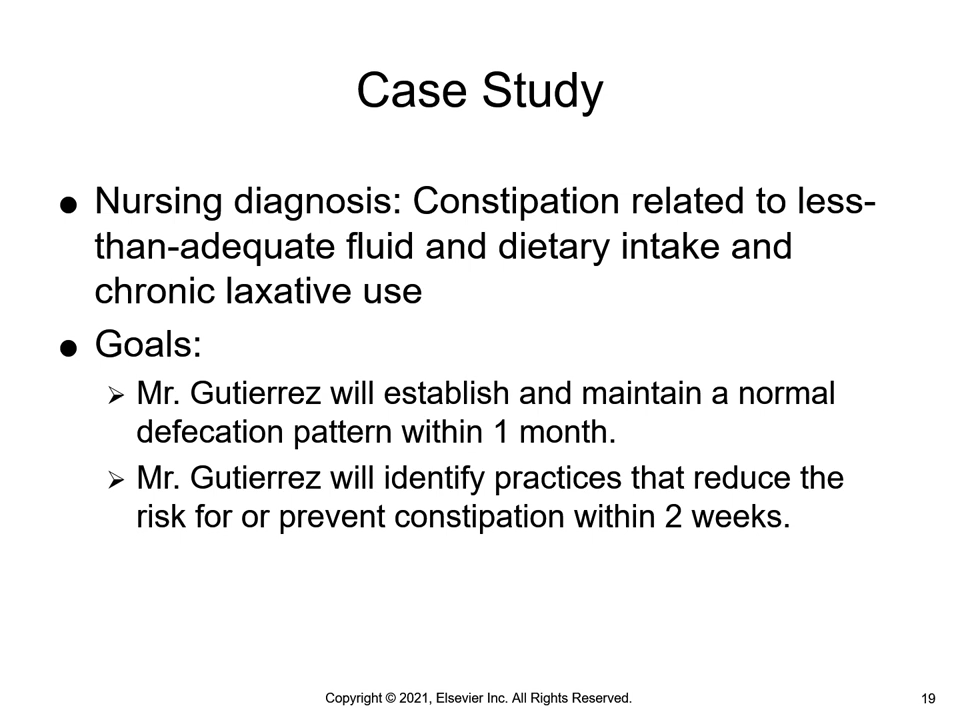 Case Study
● Nursing diagnosis: Constipation related to less-
than-adequate fluid and dietary intake and
chronic laxative use
● Goals:
➢ Mr. Gutierrez will establish and maintain a normal
defecation pattern within 1 month.
➢ Mr. Gutierrez will identify practices that reduce the
risk for or prevent constipation within 2 weeks.
Copyright © 2021, Elsevier Inc. All Rights Reserved.
19